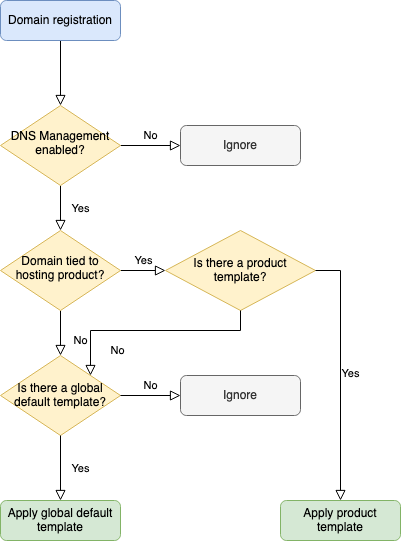 Domain registration
DNS Management
enabled?
No
Ignore
Yes
Domain tied to
hosting product?
Yes
Is there a product
template?
No
No
Yes
Is there a global
default template?
No
Ignore
Yes
Apply global default
template
Apply product
template